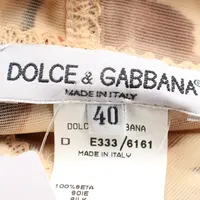 DOLCE & GABBANA
MADE IN ITALY
40
DOLCE GABBANA
D E333/6161
MADE IN ITALY
100%SETA
SOIE
SILK